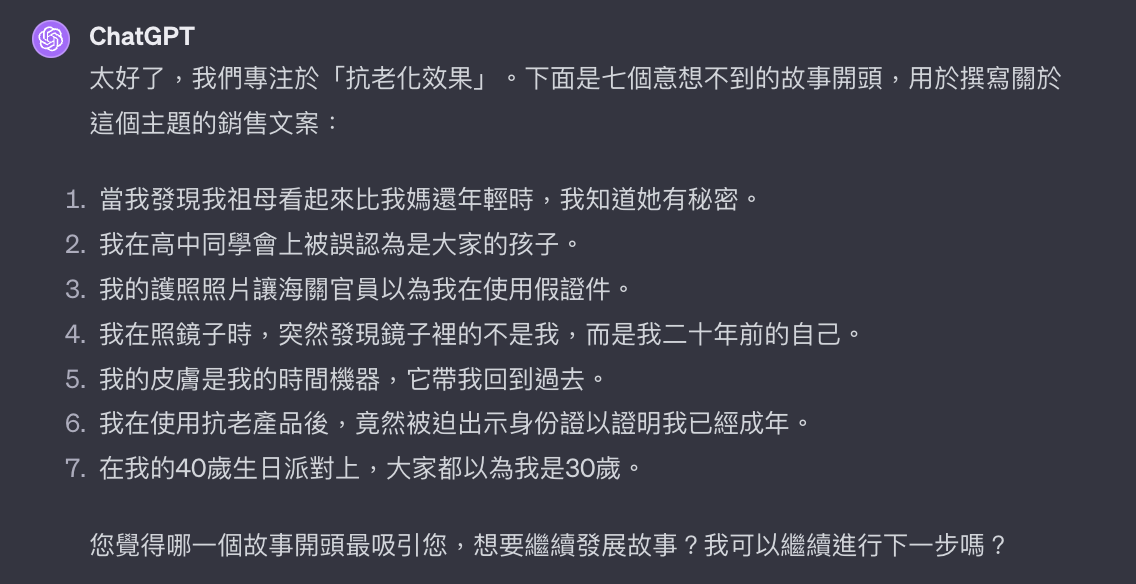 ChatGPT
太好了，我們專注於「抗老化效果」。下面是七個意想不到的故事開頭，用於撰寫關於
這個主題的銷售文案：
1. 當我發現我祖母看起來比我媽還年輕時，我知道她有秘密。
2. 我在高中同學會上被誤認為是大家的孩子。
3. 我的護照照片讓海關官員以為我在使用假證件。
4. 我在照鏡子時，突然發現鏡子裡的不是我，而是我二十年前的自己。
5. 我的皮膚是我的時間機器，它帶我回到過去。
6. 我在使用抗老產品後，竟然被迫出示身份證以證明我已經成年。
7. 在我的40歲生日派對上，大家都以為我是30歲。
您覺得哪一個故事開頭最吸引您，想要繼續發展故事？我可以繼續進行下一步嗎？